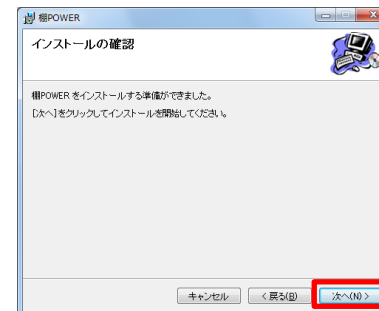 棚POWER
インストールの確認
棚POWER をインストールする準備ができました。
[次へ]をクリックしてインストールを開始してください。
キャンセル
< 戻る(B)
次へ(N) >